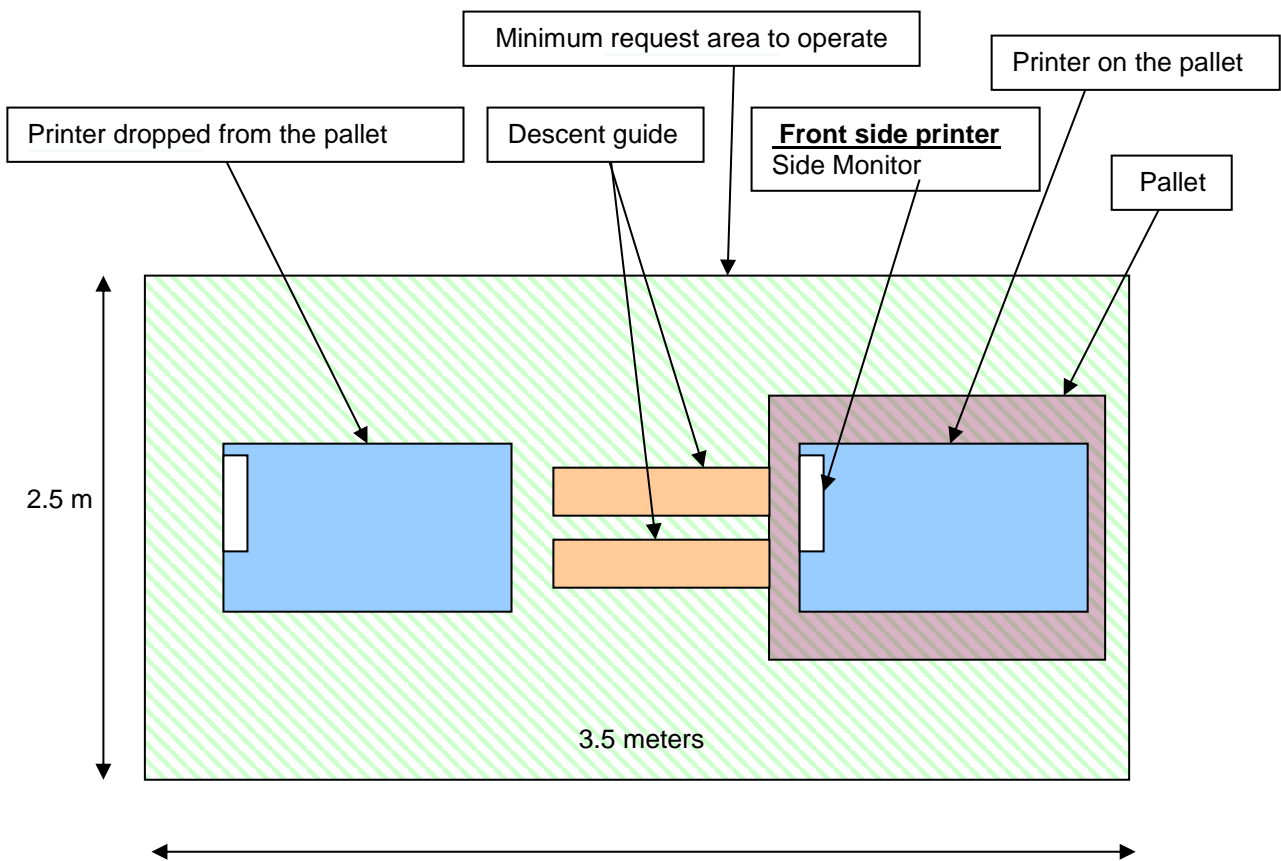 Minimum request area to operate
Printer on the pallet
Printer dropped from the pallet
Descent guide
Front side printer
Side Monitor
Pallet
2.5 m
3.5 meters